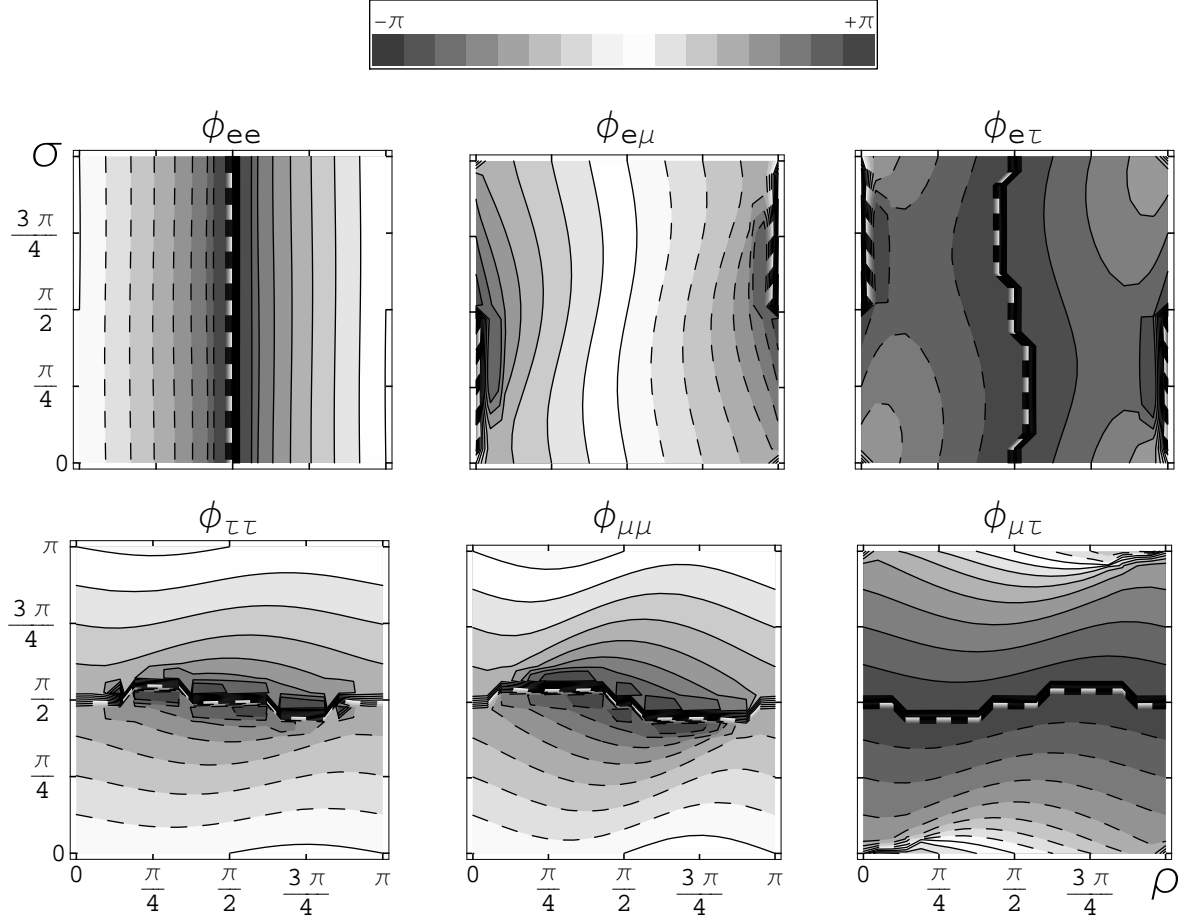 −π +π
ϕee ϕeμ ϕeτ
σ
3 π
4
π
2
π
4
0
ϕττ ϕμμ ϕμτ
π
3 π
4
π
2
π
4
0
0 π/4 π/2 3 π/4 π 0 π/4 π/2 3 π/4 π 0 π/4 π/2 3 π/4 π ρ